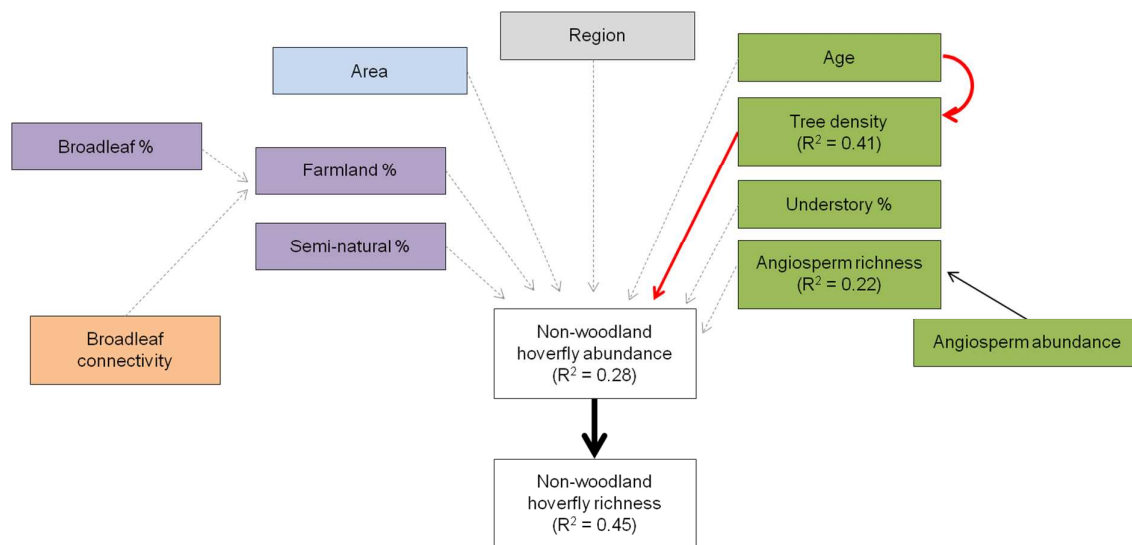 Region
Area
Age
Tree density
(R² = 0.41)
Broadleaf %
Farmland %
Understory %
Semi-natural %
Angiosperm richness
(R² = 0.22)
Broadleaf
connectivity
Non-woodland
hoverfly abundance
(R² = 0.28)
Angiosperm abundance
Non-woodland
hoverfly richness
(R² = 0.45)